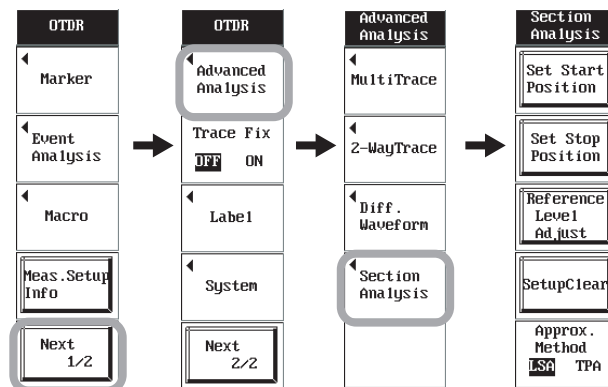 OTDR
Marker
Event
Analysis
Macro
Meas.Setup
Info
Next
1/2
OTDR
Advanced
Analysis
Trace Fix
OFF ON
Label
System
Next
2/2
Advanced
Analysis
MultiTrace
2-WayTrace
Diff.
Waveform
Section
Analysis
Section
Analysis
Set Start
Position
Set Stop
Position
Reference
Level
Adjust
SetupClear
Approx.
Method
LSA TPA